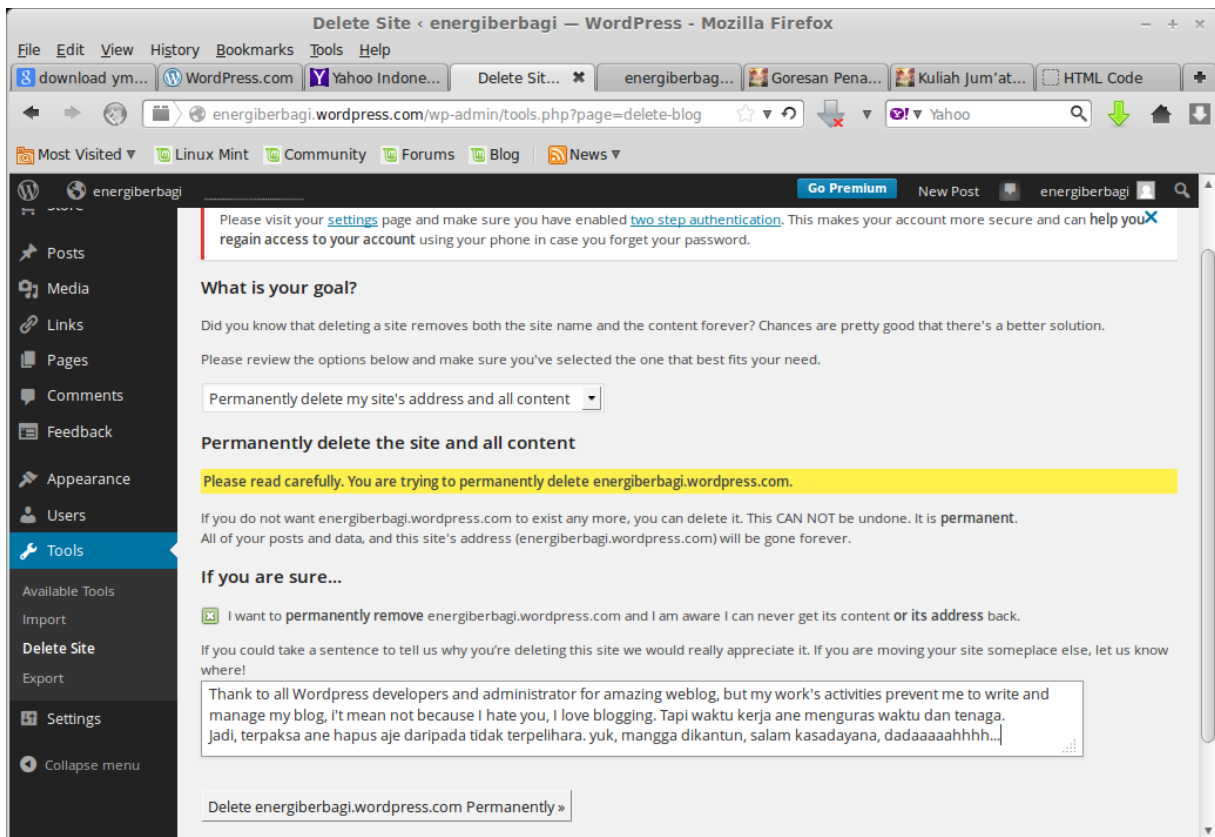 Delete Site ‹ energiberbagi — WordPress - Mozilla Firefox
File Edit View History Bookmarks Tools Help
download ym... WordPress.com Yahoo Indone... Delete Sit... energiberbag... Goresan Pena... Kuliah Jum'at... HTML Code
energiberbagi.wordpress.com/wp-admin/tools.php?page=delete-blog Yahoo
Most Visited Linux Mint Community Forums Blog News
energiberbagi Go Premium New Post energiberbagi
Store
Posts
Media
Links
Pages
Comments
Feedback
Appearance
Users
Tools
Available Tools
Import
Delete Site
Export
Settings
Collapse menu
Please visit your settings page and make sure you have enabled two step authentication. This makes your account more secure and can help you
regain access to your account using your phone in case you forget your password.
What is your goal?
Did you know that deleting a site removes both the site name and the content forever? Chances are pretty good that there's a better solution.
Please review the options below and make sure you've selected the one that best fits your need.
Permanently delete my site's address and all content
Permanently delete the site and all content
Please read carefully. You are trying to permanently delete energiberbagi.wordpress.com.
If you do not want energiberbagi.wordpress.com to exist any more, you can delete it. This CAN NOT be undone. It is permanent.
All of your posts and data, and this site's address (energiberbagi.wordpress.com) will be gone forever.
If you are sure...
I want to permanently remove energiberbagi.wordpress.com and I am aware I can never get its content or its address back.
If you could take a sentence to tell us why you're deleting this site we would really appreciate it. If you are moving your site someplace else, let us know
where!
Thank to all Wordpress developers and administrator for amazing weblog, but my work's activities prevent me to write and
manage my blog, i't mean not because I hate you, I love blogging. Tapi waktu kerja ane menguras waktu dan tenaga.
Jadi, terpaksa ane hapus aje daripada tidak terpelihara. yuk, mangga dikantun, salam kasadayana, dadaaaaahhhh...
Delete energiberbagi.wordpress.com Permanently »